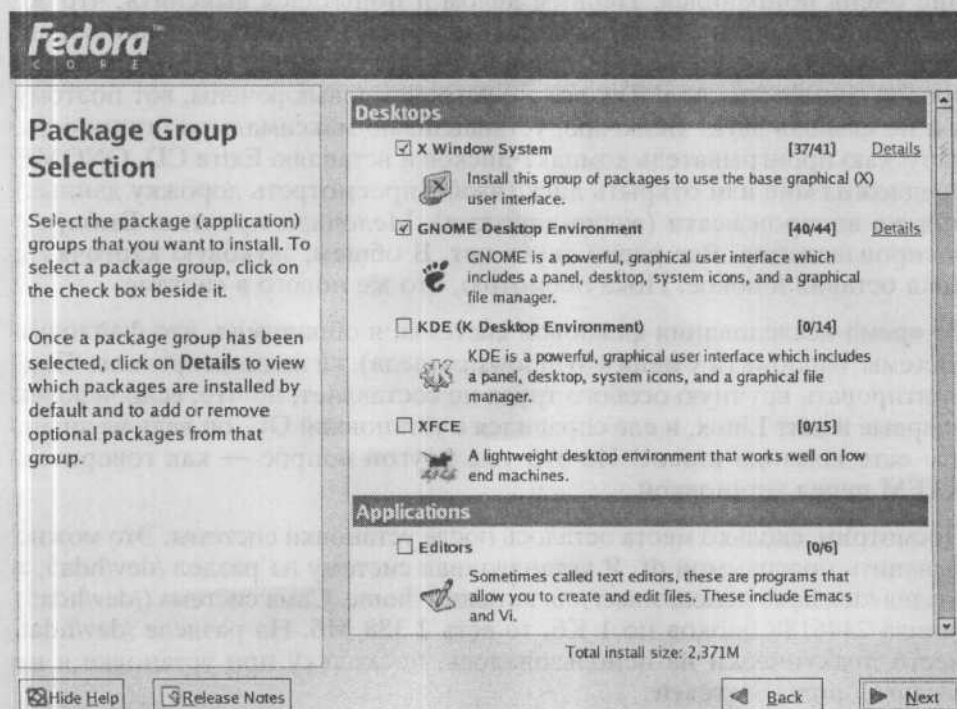 Fedora™
CORE
Package Group
Selection
Select the package (application)
groups that you want to install. To
select a package group, click on
the check box beside it.
Once a package group has been
selected, click on Details to view
which packages are installed by
default and to add or remove
optional packages from that
group.
Desktops
X Window System [37/41] Details
Install this group of packages to use the base graphical (X)
user interface.
GNOME Desktop Environment [40/44] Details
GNOME is a powerful, graphical user interface which
includes a panel, desktop, system icons, and a graphical
file manager.
KDE (K Desktop Environment) [0/14]
KDE is a powerful, graphical user interface which includes
a panel, desktop, system icons, and a graphical file
manager.
XFCE [0/15]
A lightweight desktop environment that works well on low
end machines.
Applications
Editors [0/6]
Sometimes called text editors, these are programs that
allow you to create and edit files. These include Emacs
and Vi.
Total install size: 2,371M
Hide Help
Release Notes
Back
Next